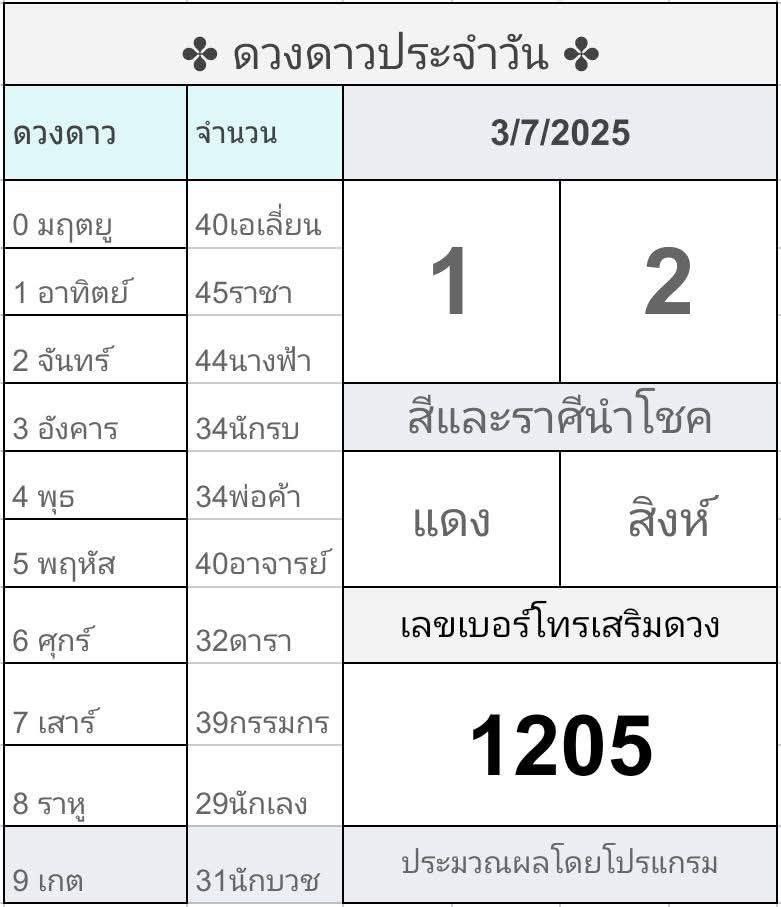 ✤ ดวงดาวประจำวัน ✤
ดวงดาว จำนวน 3/7/2025
0 มฤตยู 40เอเลี่ยน
1 อาทิตย์ 45ราชา
2 จันทร์ 44นางฟ้า
1 2
3 อังคาร 34นักรบ
สีและราศีนำโชค
4 พุธ 34พ่อค้า
5 พฤหัส 40อาจารย์
แดง สิงห์
6 ศุกร์ 32ดารา
เลขเบอร์โทรเสริมดวง
7 เสาร์ 39กรรมกร
8 ราหู 29นักเลง
1205
9 เกต 31นักบวช
ประมวณผลโดยโปรแกรม